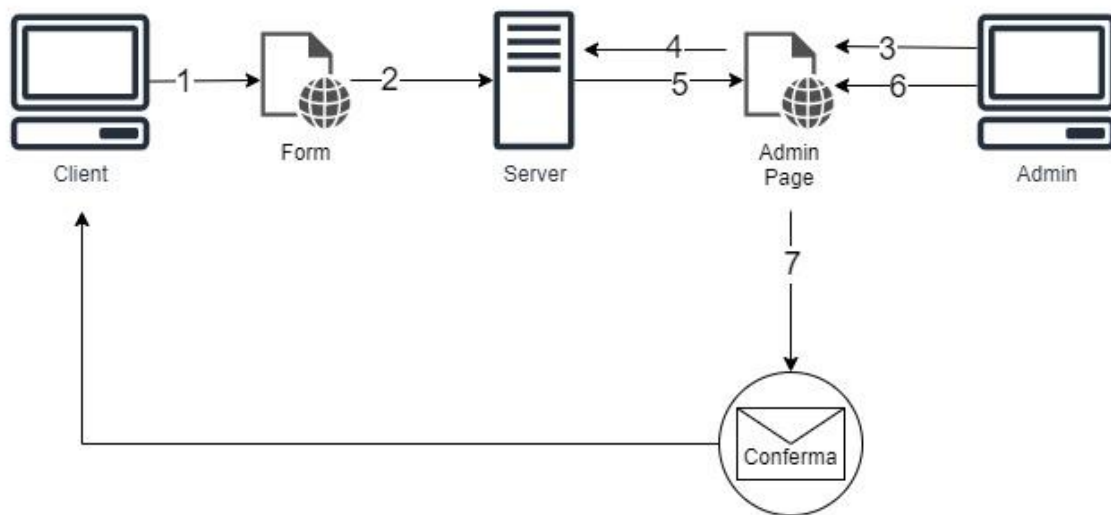 1
2
4
5
3
6
Client
Form
Server
Admin
Page
Admin
7
Conferma